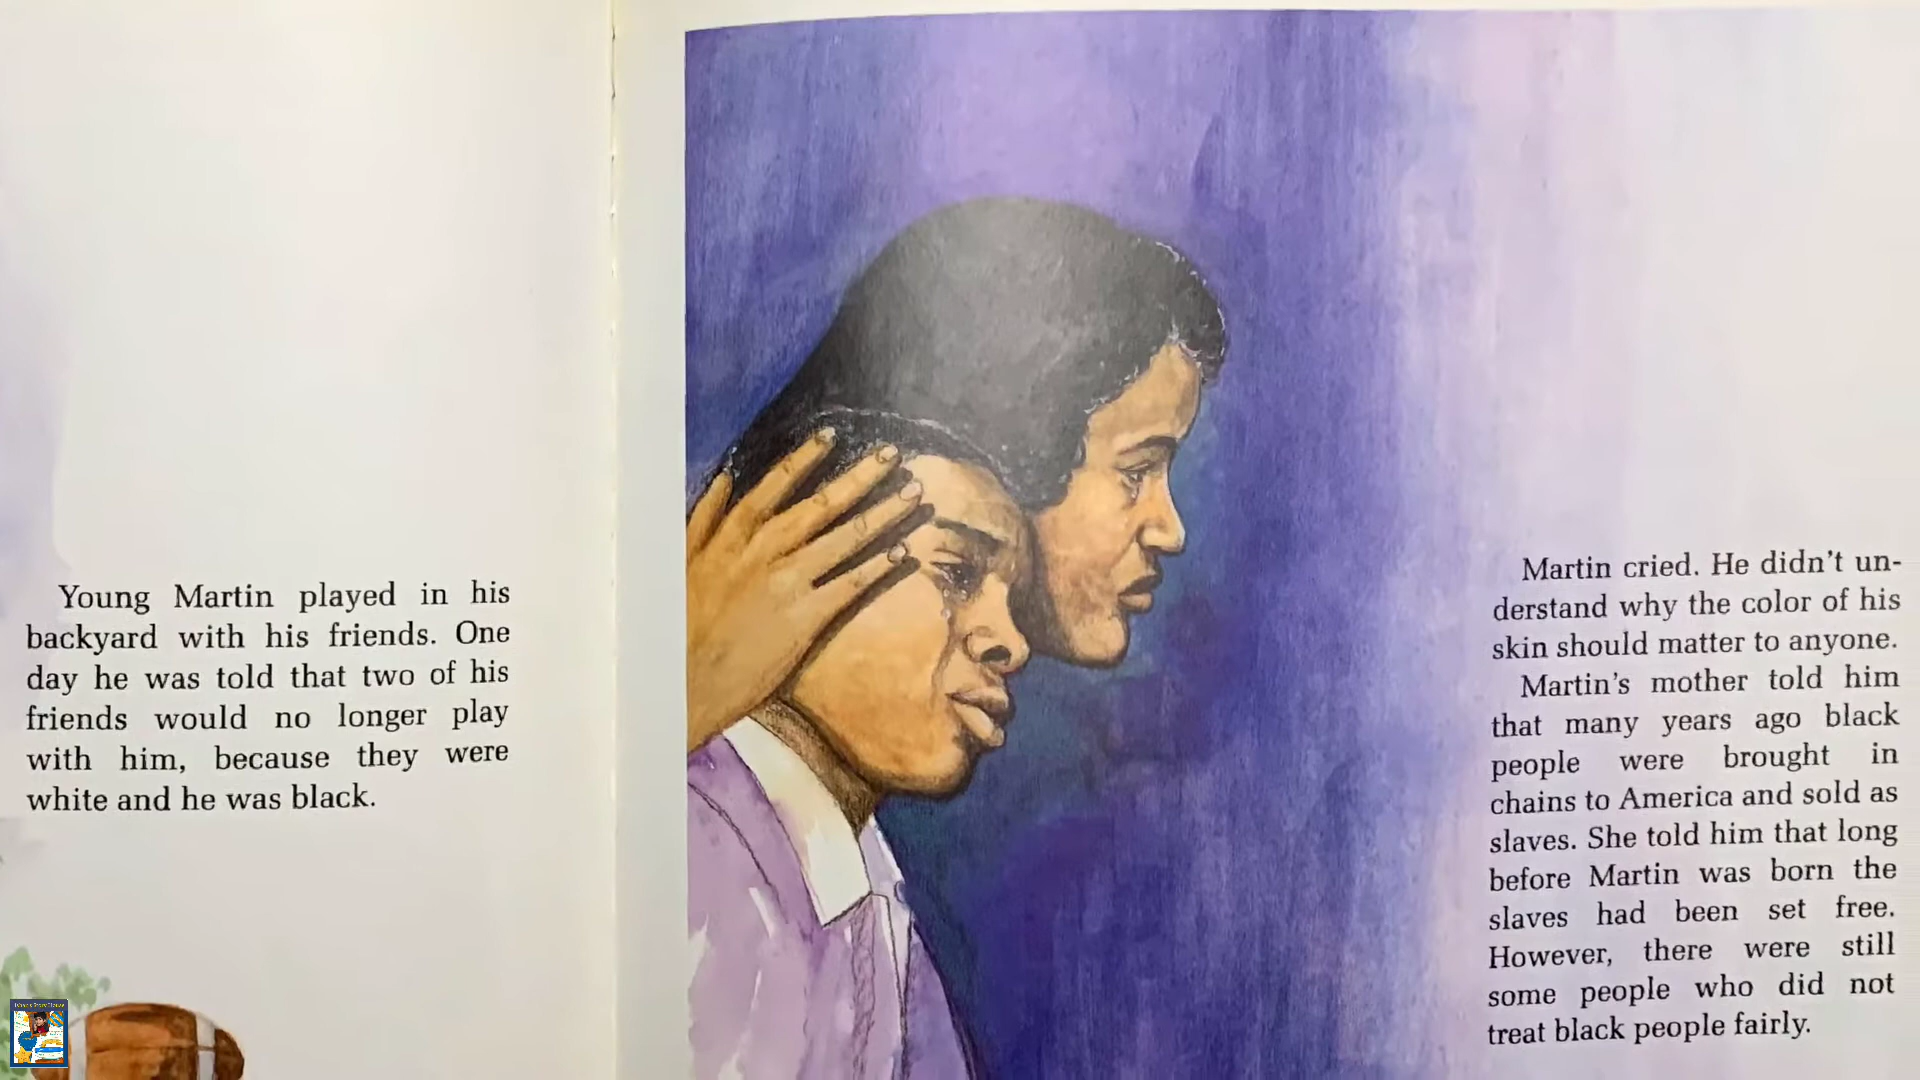 Young Martin played in his
backyard with his friends. One
day he was told that two of his
friends would no longer play
with him, because they were
white and he was black.
Martin cried. He didn't un-
derstand why the color of his
skin should matter to anyone.
Martin's mother told him
that many years ago black
people were brought in
chains to America and sold as
slaves. She told him that long
before Martin was born the
slaves had been set free.
However, there were still
some people who did not
treat black people fairly.